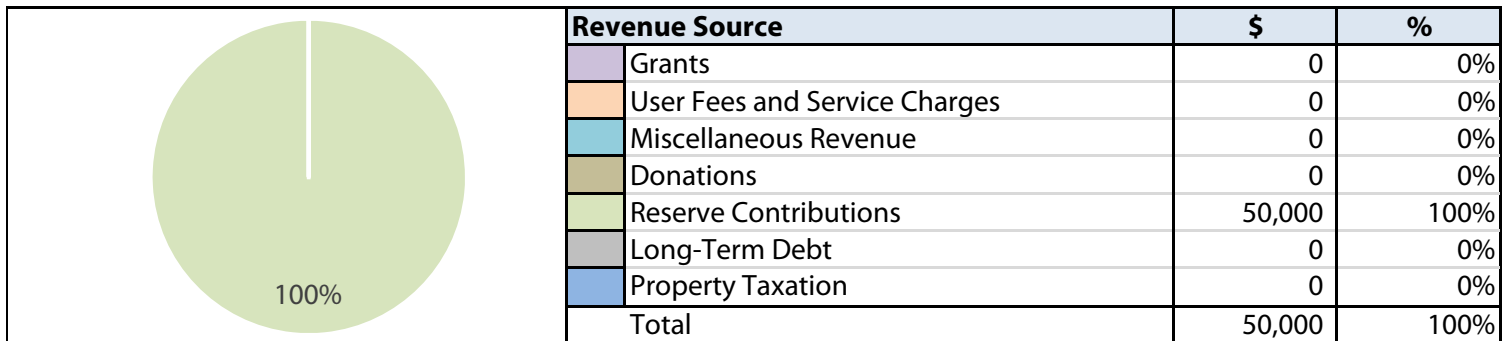 100%
Revenue Source $ %
Grants 0 0%
User Fees and Service Charges 0 0%
Miscellaneous Revenue 0 0%
Donations 0 0%
Reserve Contributions 50,000 100%
Long-Term Debt 0 0%
Property Taxation 0 0%
Total 50,000 100%